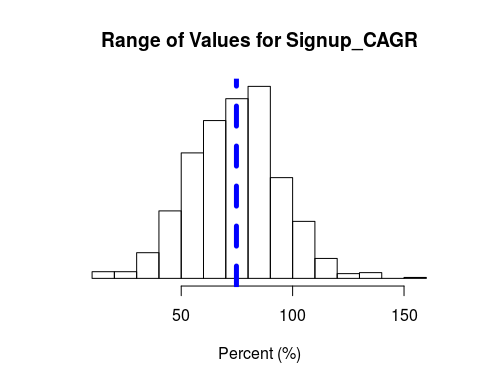 Range of Values for Signup_CAGR
50 100 150
Percent (%)